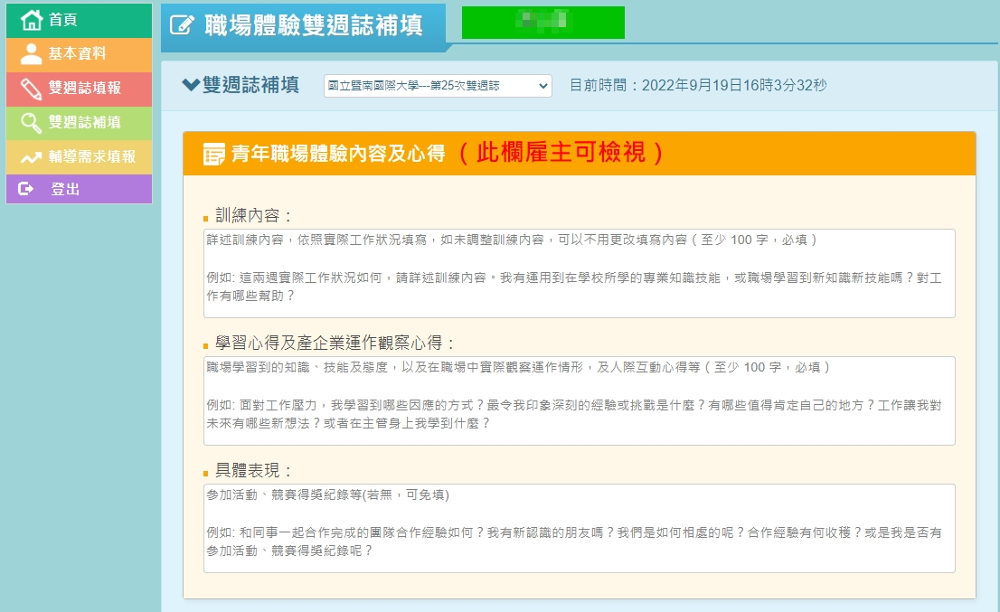 首頁
基本資料
雙週誌填報
雙週誌補填
輔導需求填報
登出
職場體驗雙週誌補填
雙週誌補填
國立暨南國際大學---第25次雙週誌
目前時間：2022年9月19日16時3分32秒
青年職場體驗內容及心得（此欄雇主可檢視）
訓練內容：
詳述訓練內容，依照實際工作狀況填寫，如未調整訓練內容，可以不用更改填寫內容（至少 100 字，必填）
例如: 這兩週實際工作狀況如何，請詳述訓練內容。我有運用到在學校所學的專業知識技能，或職場學習到新知識新技能嗎？對工
作有哪些幫助？
學習心得及產企業運作觀察心得：
職場學習到的知識、技能及態度，以及在職場中實際觀察運作情形，及人際互動心得等（至少 100 字，必填）
例如: 面對工作壓力，我學習到哪些因應的方式？最令我印象深刻的經驗或挑戰是什麼？有哪些值得肯定自己的地方？工作讓我對
未來有哪些新想法？或者在主管身上我學到什麼？
具體表現：
參加活動、競賽得獎紀錄等(若無，可免填)
例如: 和同事一起合作完成的團隊合作經驗如何？我有新認識的朋友嗎？我們是如何相處的呢？合作經驗有何收穫？或是我是否有
參加活動、競賽得獎紀錄呢？